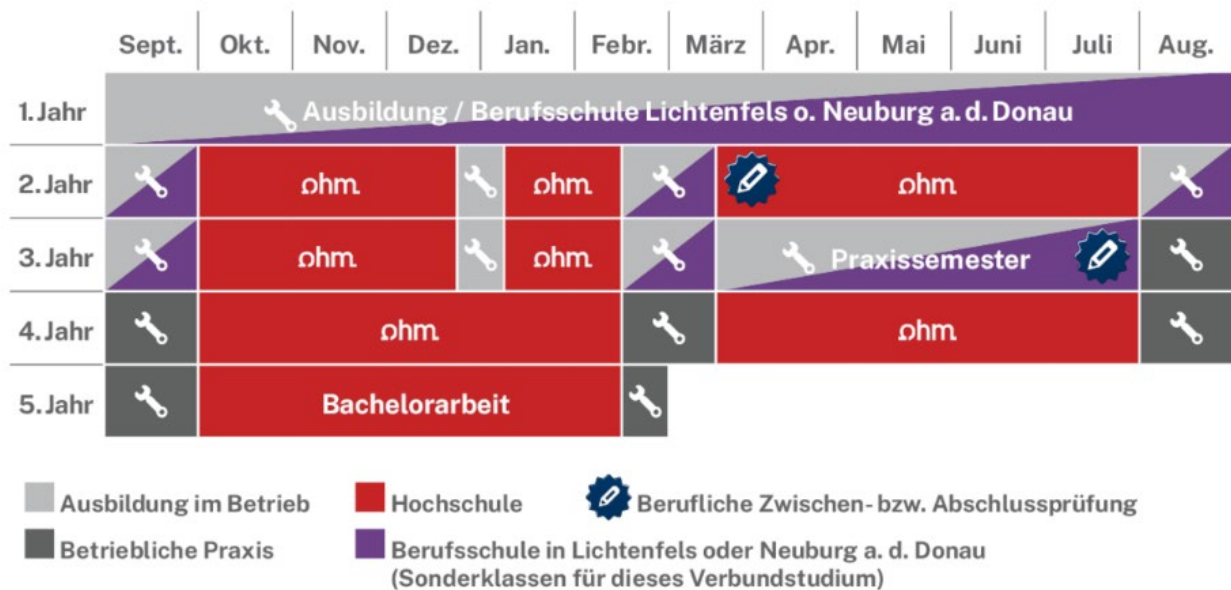 Sept. Okt. Nov. Dez. Jan. Febr. März Apr. Mai Juni Juli Aug.
1. Jahr Ausbildung / Berufsschule Lichtenfels o. Neuburg a. d. Donau
2. Jahr ohm ohm ohm
3. Jahr ohm ohm Praxissemester
4. Jahr ohm ohm
5. Jahr Bachelorarbeit
Ausbildung im Betrieb Hochschule Berufliche Zwischen- bzw. Abschlussprüfung
Betriebliche Praxis Berufsschule in Lichtenfels oder Neuburg a. d. Donau
(Sonderklassen für dieses Verbundstudium)